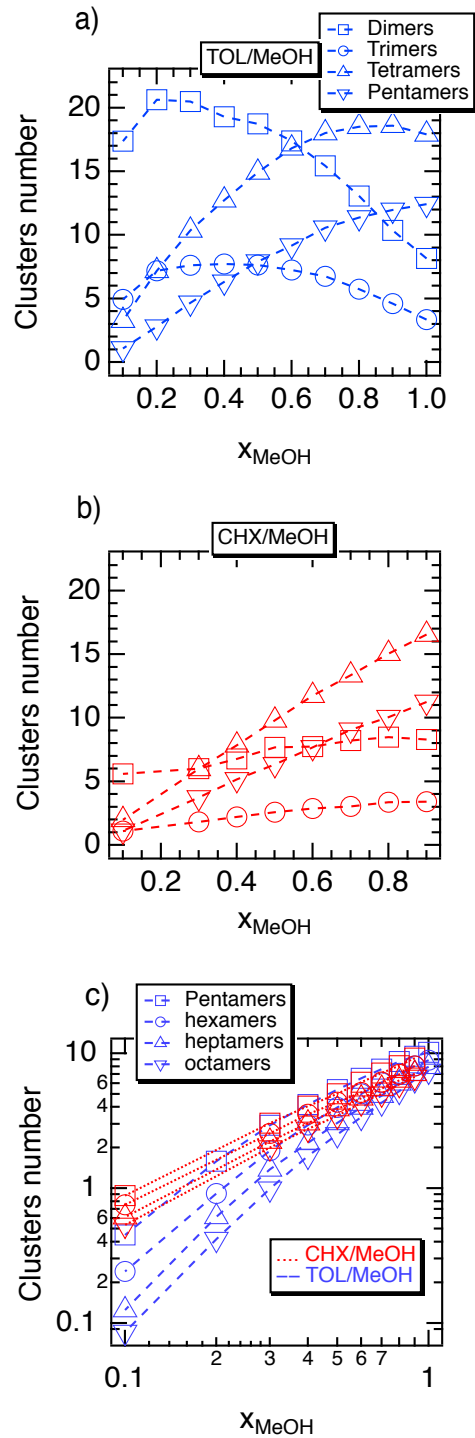 a)
TOL/MeOH
Dimers
Trimers
Tetramers
Pentamers
Clusters number
20
15
10
5
0
0.2 0.4 0.6 0.8 1.0
xMeOH
b)
CHX/MeOH
Clusters number
20
15
10
5
0
0.2 0.4 0.6 0.8
xMeOH
c)
Pentamers
hexamers
heptamers
octamers
Clusters number
10
6
4
2
1
6
4
2
0.1
CHX/MeOH
TOL/MeOH
0.1 2 3 4 5 6 7 1
xMeOH